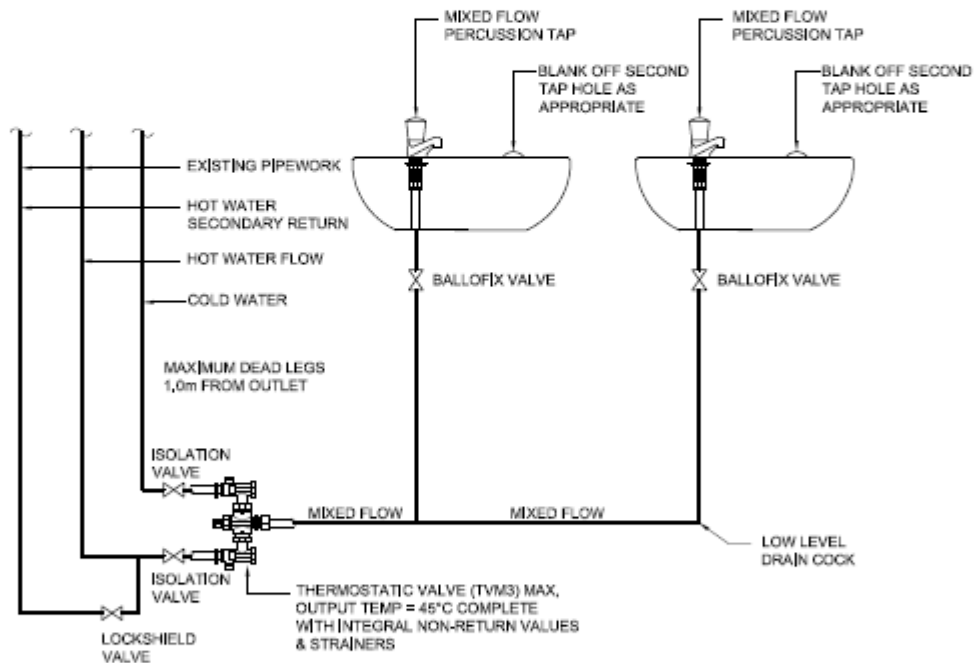 MIXED FLOW
PERCUSSION TAP
MIXED FLOW
PERCUSSION TAP
BLANK OFF SECOND
TAP HOLE AS
APPROPRIATE
BLANK OFF SECOND
TAP HOLE AS
APPROPRIATE
EXISTING PIPEWORK
HOT WATER
SECONDARY RETURN
HOT WATER FLOW
BALLOFIX VALVE
BALLOFIX VALVE
COLD WATER
MAXIMUM DEAD LEGS
1,0m FROM OUTLET
ISOLATION
VALVE
MIXED FLOW
MIXED FLOW
LOW LEVEL
DRAIN COCK
ISOLATION
VALVE
THERMOSTATIC VALVE (TVM3) MAX,
OUTPUT TEMP = 45°C COMPLETE
WITH INTEGRAL NON-RETURN VALUES
& STRAINERS
LOCKSHIELD
VALVE